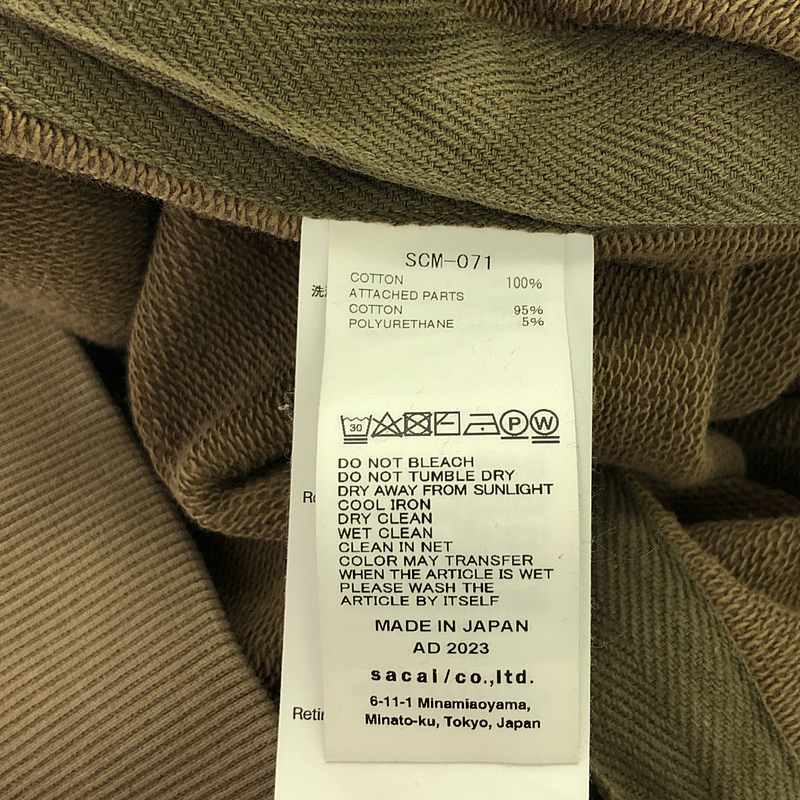 SCM-071
COTTON 100%
ATTACHED PARTS
COTTON 95%
POLYURETHANE 5%
洗
30
P W
DO NOT BLEACH
DO NOT TUMBLE DRY
DRY AWAY FROM SUNLIGHT
COOL IRON
DRY CLEAN
WET CLEAN
CLEAN IN NET
COLOR MAY TRANSFER
WHEN THE ARTICLE IS WET
PLEASE WASH THE
ARTICLE BY ITSELF
MADE IN JAPAN
AD 2023
sacai/co.,ltd.
6-11-1 Minamiaoyama,
Minato-ku, Tokyo, Japan